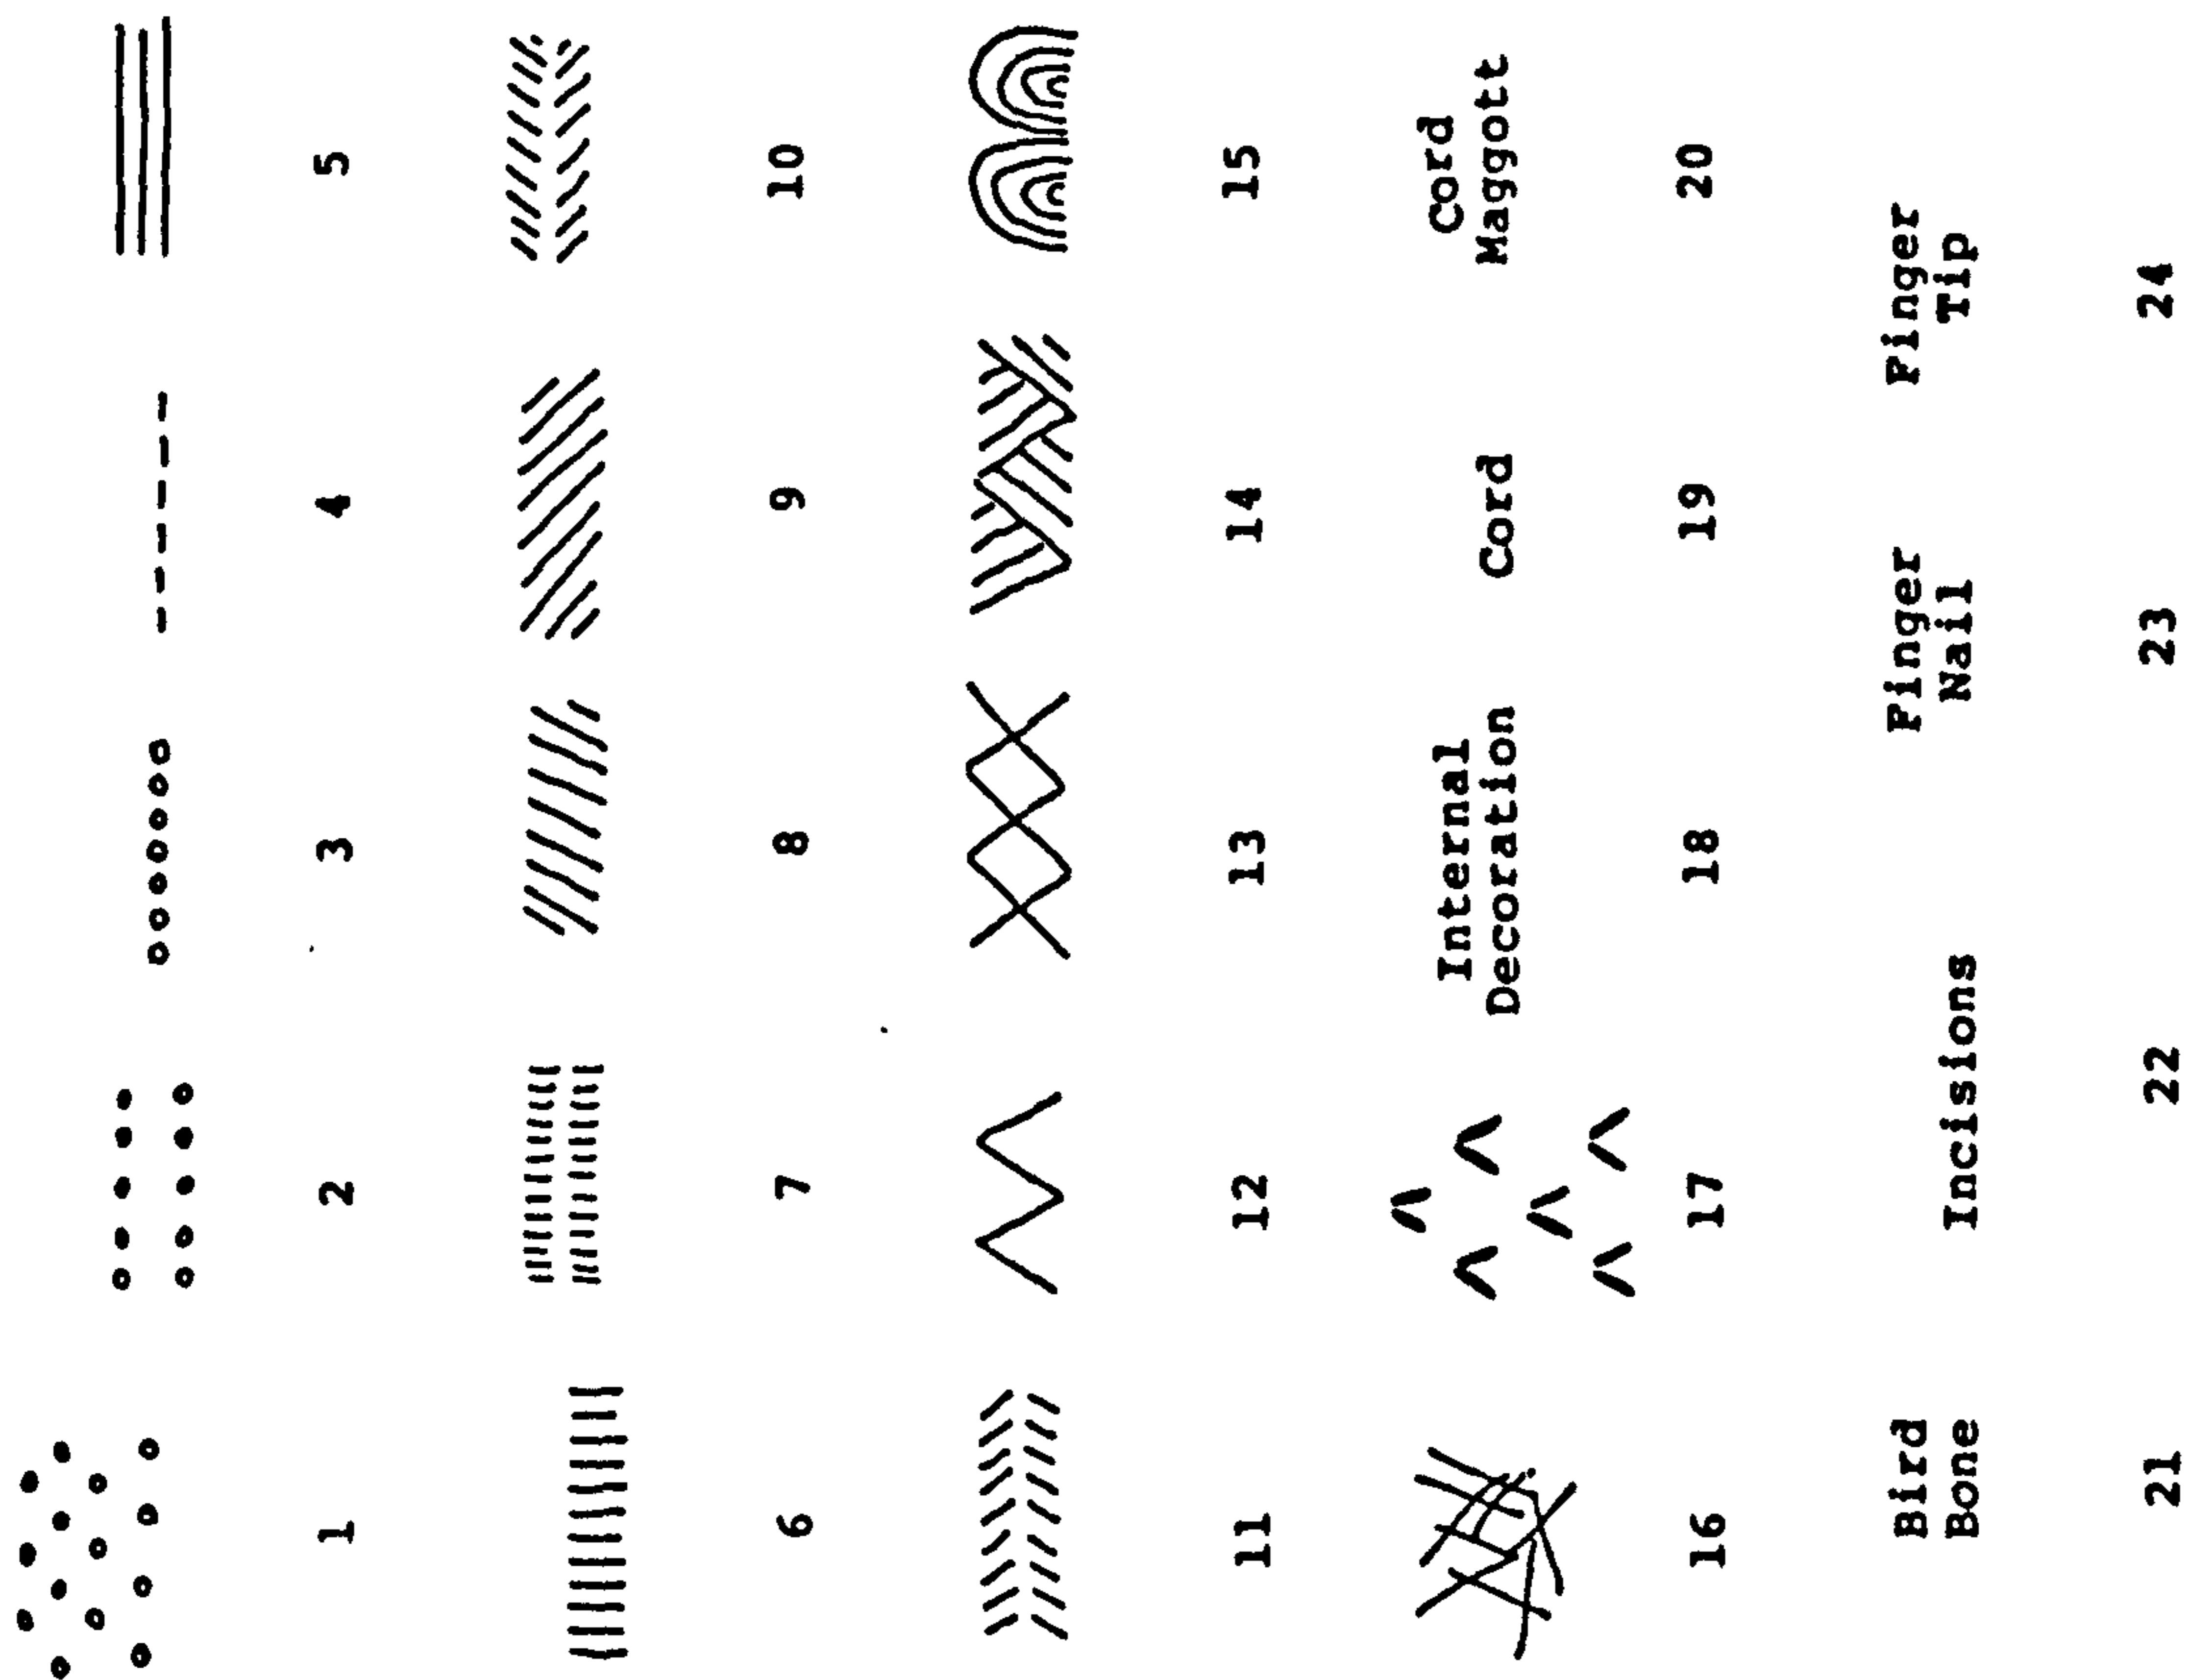 1 2 3 4 5
6 7 8 9 10
11 12 13 14 15
Internal Cord Cord
Decoration Maggott
16 17 18 19 20
Bird Incisions Finger Finger
Bone Nail Tip
21 22 23 24